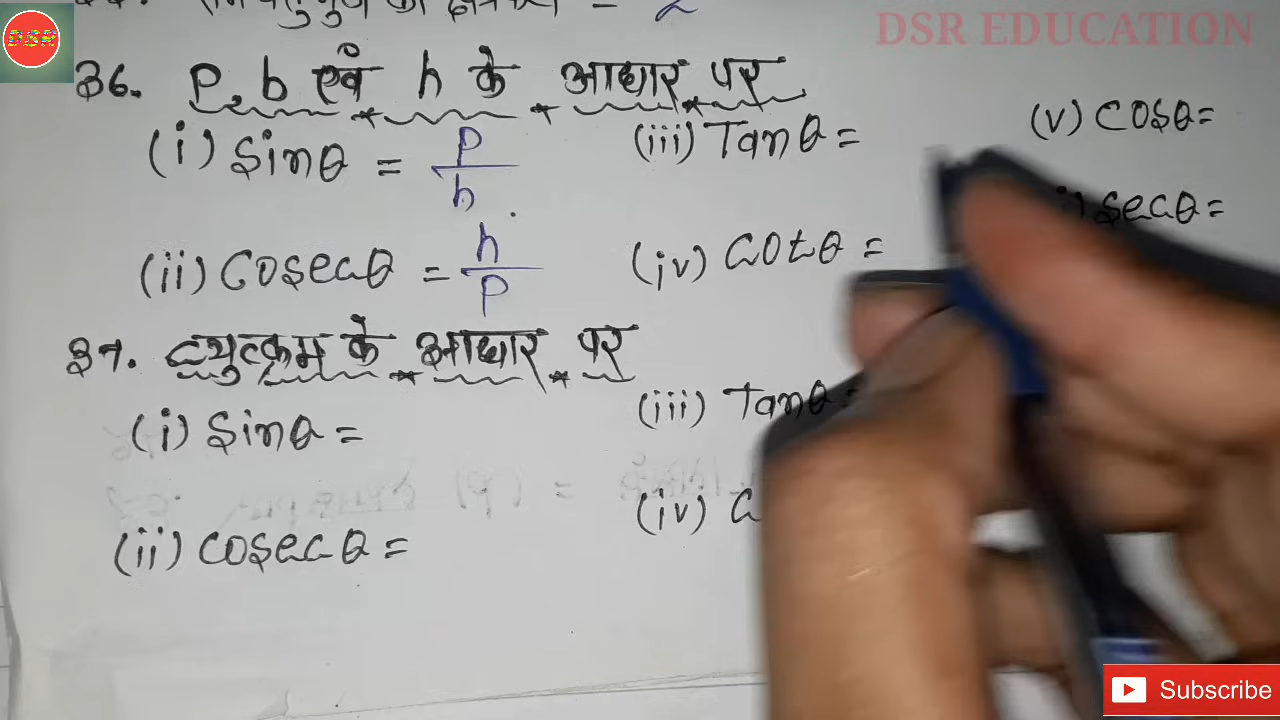 DSR
DSR EDUCATION
36. P, b एवं h के आधार पर
(i) Sinθ = P/h
(iii) Tanθ =
(v) COSθ =
(ii) Cosecθ = h/P
(iv) Cotθ =
secθ =
37. व्युत्क्रम के आधार पर
(i) Sinθ =
(iii) Tanθ =
(ii) Cosecθ =
(iv)
Subscribe